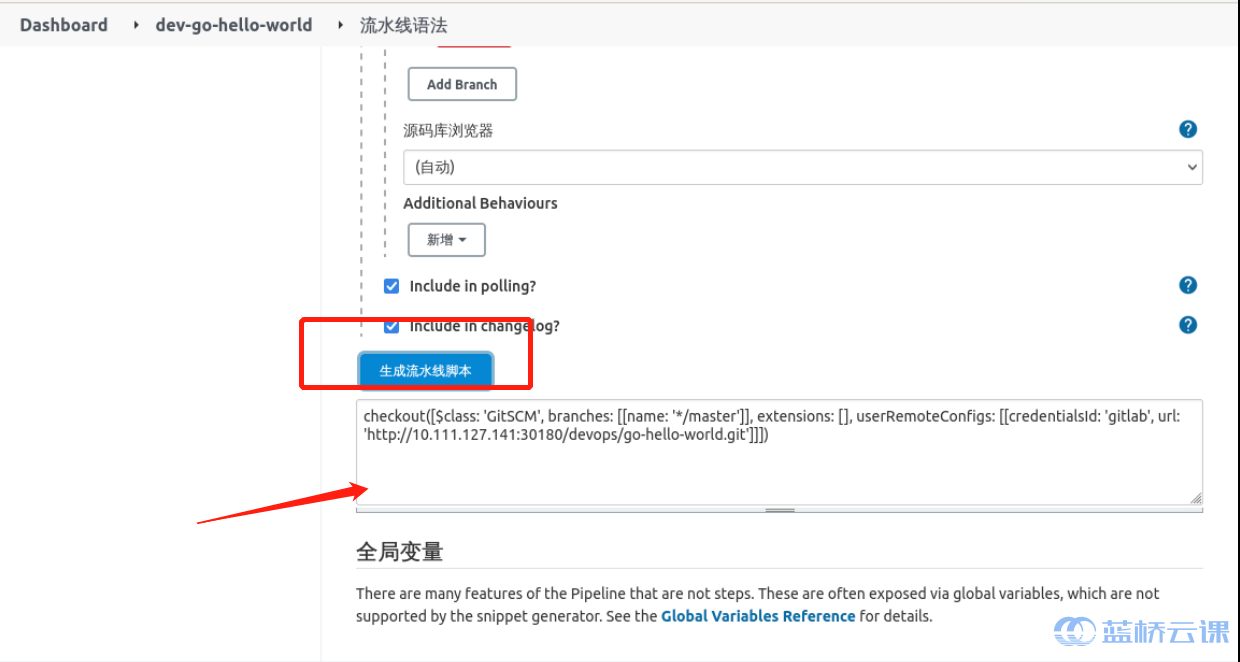 Dashboard dev-go-hello-world 流水线语法
Add Branch
源码库浏览器
(自动)
Additional Behaviours
新增
Include in polling?
Include in changelog?
生成流水线脚本
checkout([$class: 'GitSCM', branches: [[name: '*/master']], extensions: [], userRemoteConfigs: [[credentialsId: 'gitlab', url:
'http://10.111.127.141:30180/devops/go-hello-world.git']]])
全局变量
There are many features of the Pipeline that are not steps. These are often exposed via global variables, which are not
supported by the snippet generator. See the Global Variables Reference for details.
蓝桥云课